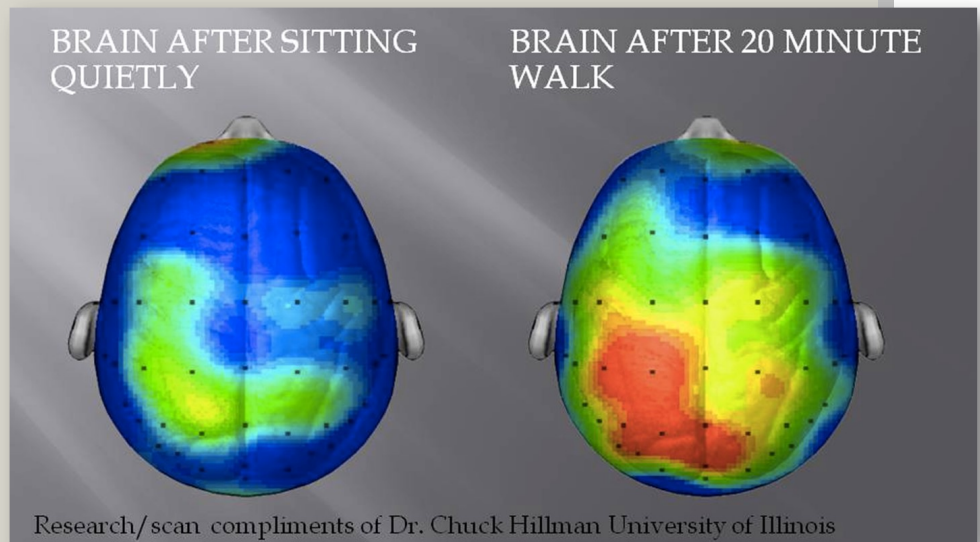 BRAIN AFTER SITTING
QUIETLY
BRAIN AFTER 20 MINUTE
WALK
Research/scan compliments of Dr. Chuck Hillman University of Illinois